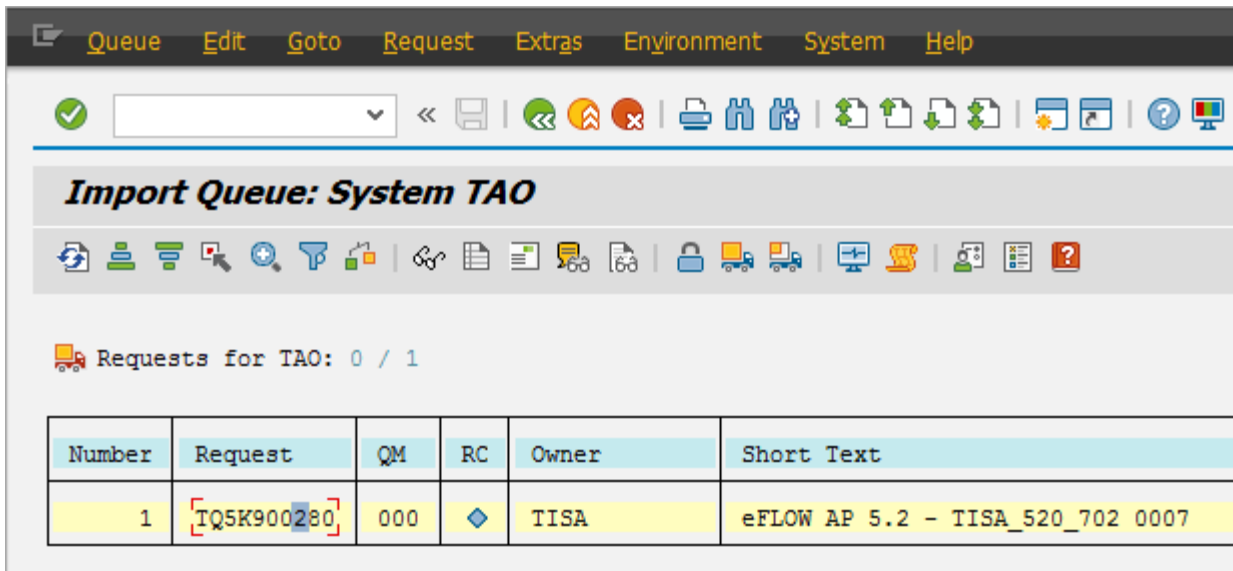 Queue Edit Goto Request Extras Environment System Help
Import Queue: System TAO
Requests for TAO: 0 / 1
Number Request QM RC Owner Short Text
1 TQ5K900280 000 TISA eFLOW AP 5.2 - TISA_520_702 0007